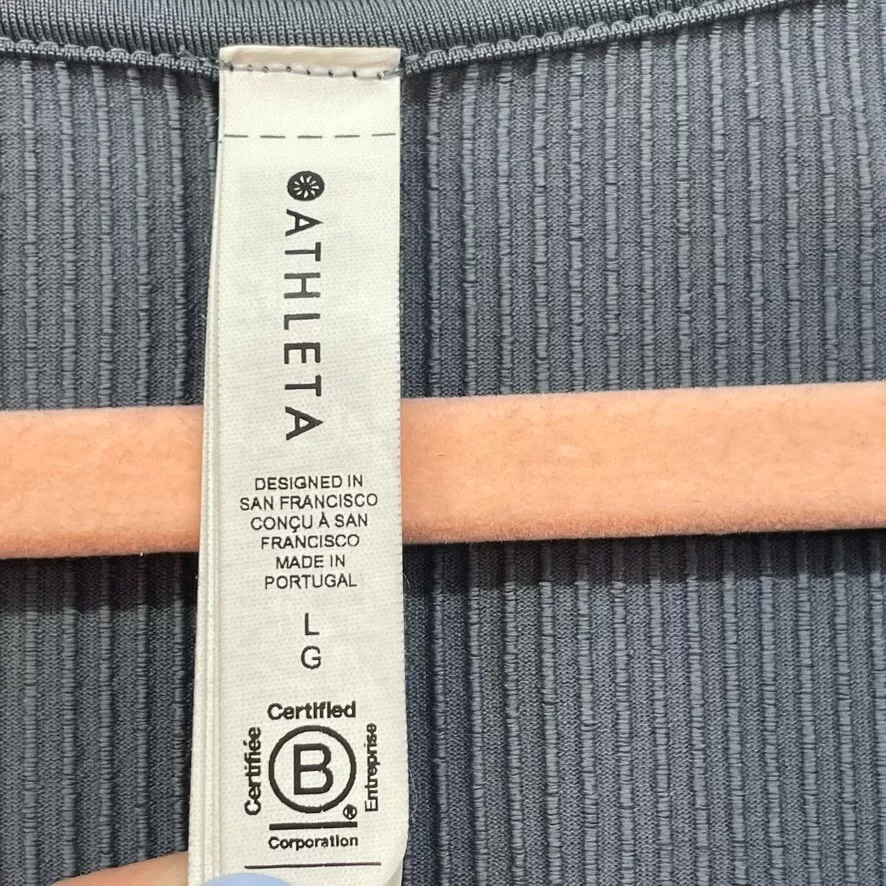 ATHLETA
DESIGNED IN
SAN FRANCISCO
CONÇU À SAN
FRANCISCO
MADE IN
PORTUGAL
L
G
Certified
Certifiée
B
Entreprise
®
Corporation